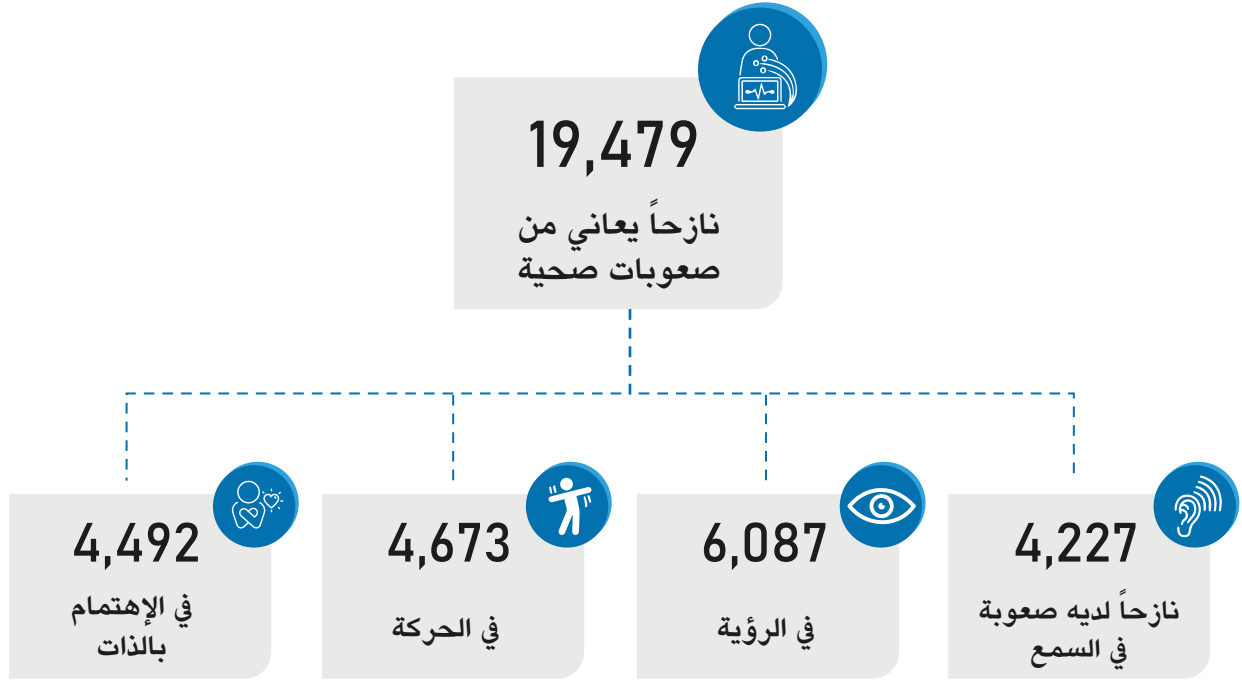 19,479
نازحاً يعاني من
صعوبات صحية
4,227
نازحاً لديه صعوبة
في السمع
6,087
في الرؤية
4,673
في الحركة
4,492
في الإهتمام
بالذات